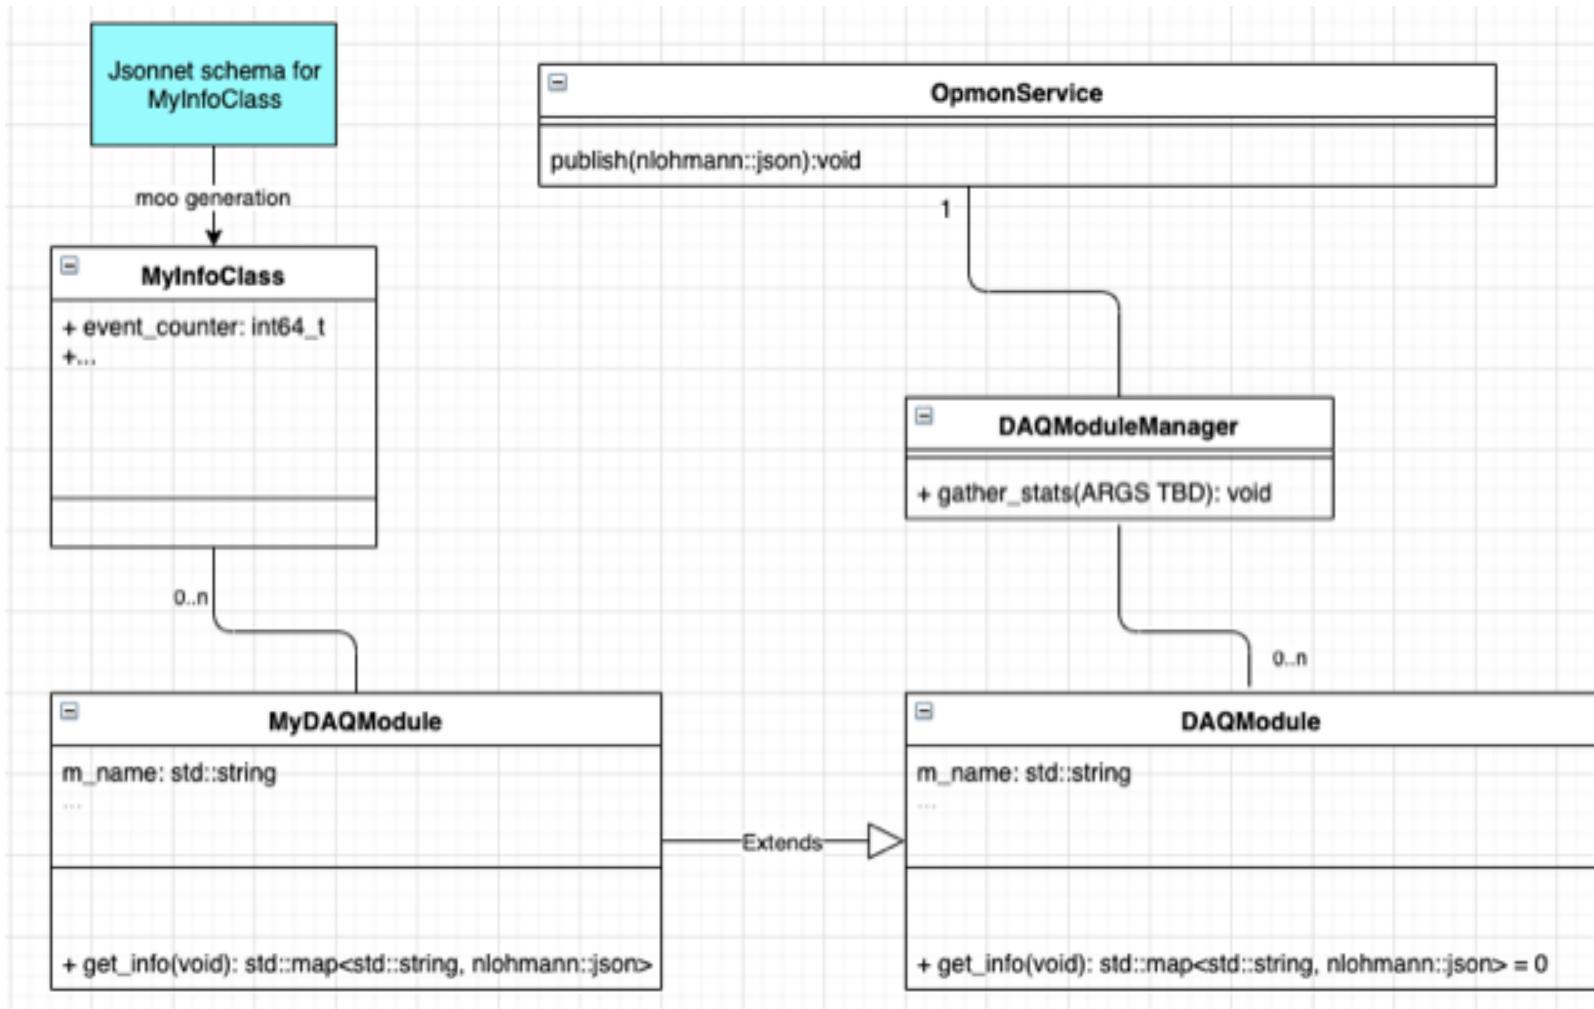 Jsonnet schema for
MyInfoClass
moo generation
MyInfoClass
+ event_counter: int64_t
+...
0..n
OpmonService
publish(nlohmann::json):void
1
DAQModuleManager
+ gather_stats(ARGS TBD): void
0..n
MyDAQModule
m_name: std::string
...
+ get_info(void): std::map<std::string, nlohmann::json>
Extends
DAQModule
m_name: std::string
...
+ get_info(void): std::map<std::string, nlohmann::json> = 0